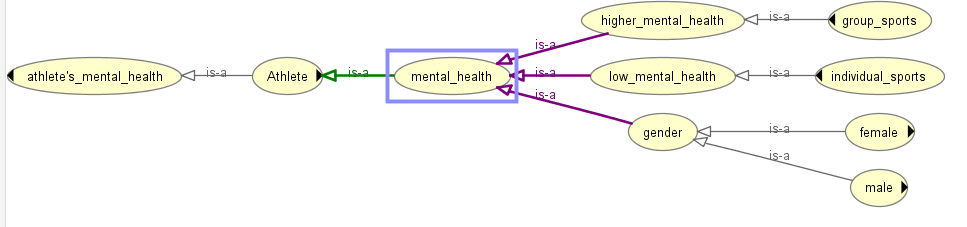 higher_mental_health
is-a
group_sports
is-a
athlete's_mental_health
is-a
Athlete
is-a
mental_health
is-a
low_mental_health
is-a
individual_sports
is-a
gender
is-a
female
is-a
male